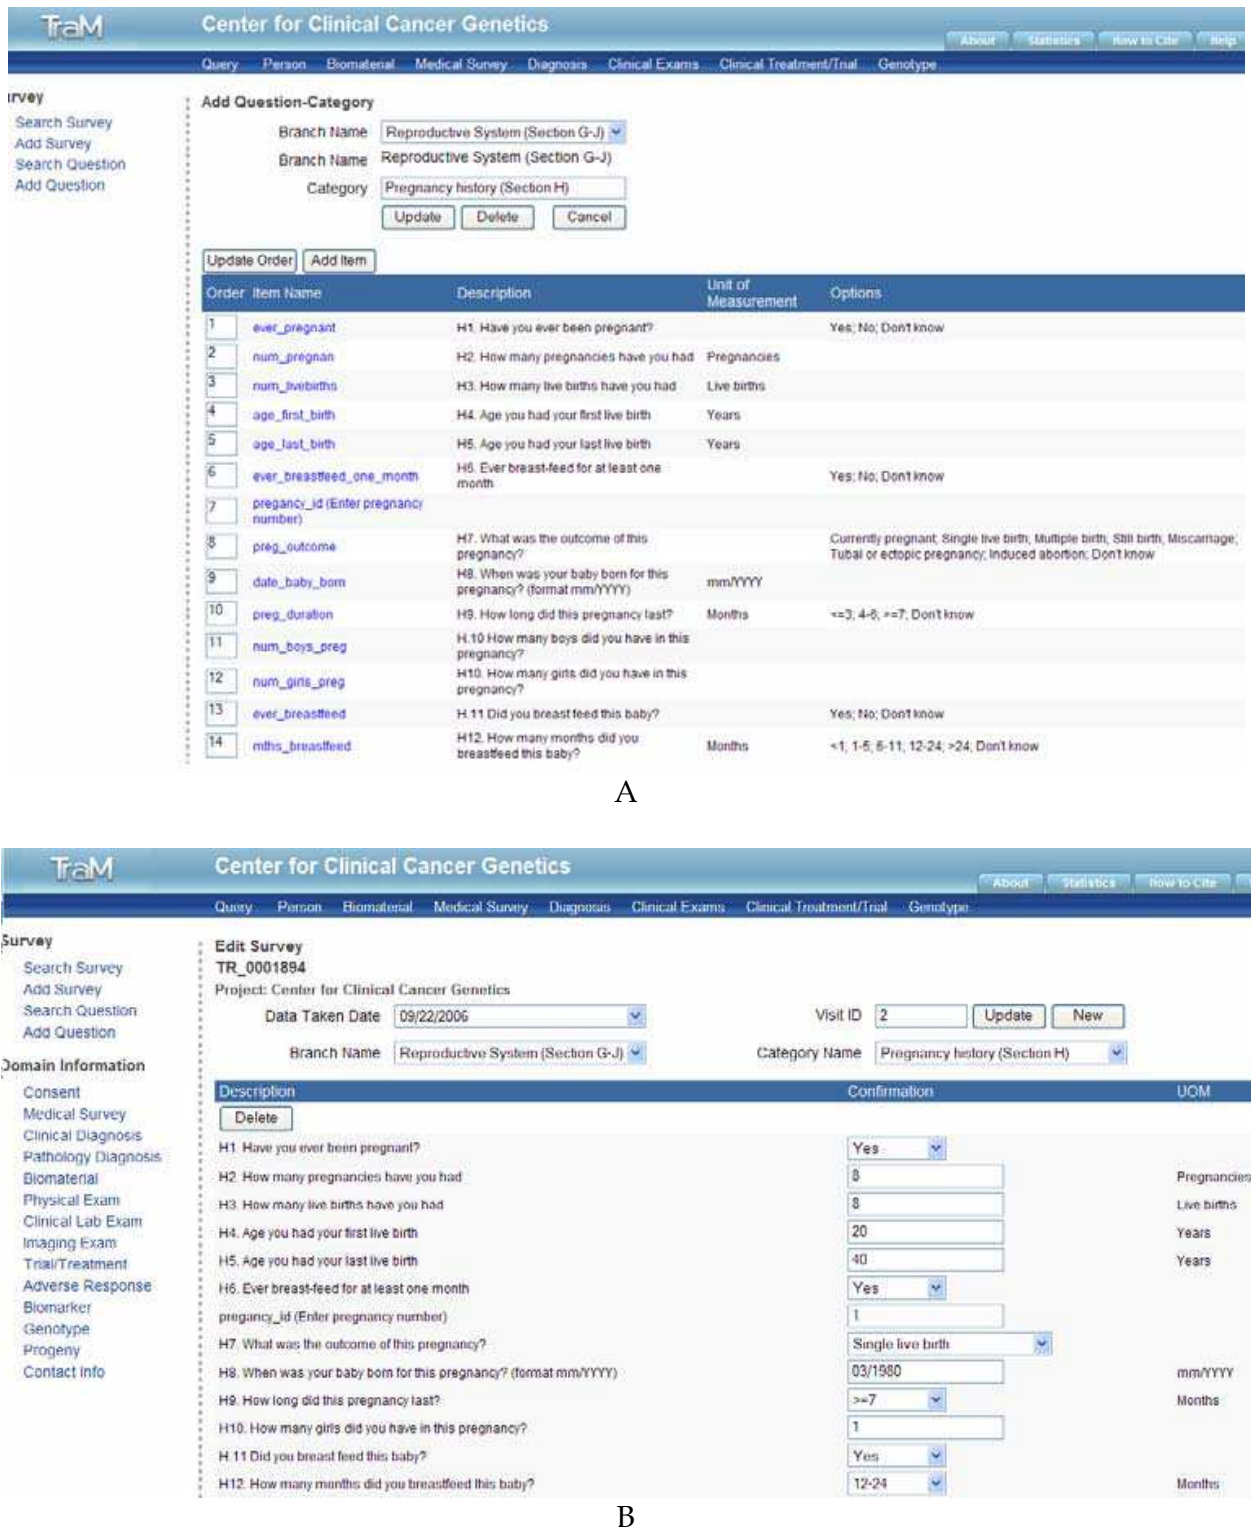 TraM
Center for Clinical Cancer Genetics
About Statistics How to Cite Help
Query Person Biomaterial Medical Survey Diagnosis Clinical Exams Clinical Treatment/Trial Genotype
rvey
Search Survey
Add Survey
Search Question
Add Question
Add Question-Category
Branch Name Reproductive System (Section G-J)
Branch Name Reproductive System (Section G-J)
Category Pregnancy history (Section H)
Update Delete Cancel
Update Order Add Item
Order Item Name Description Unit of Measurement Options
1 ever_pregnant H1. Have you ever been pregnant? Yes; No; Don't know
2 num_pregnan H2. How many pregnancies have you had Pregnancies
3 num_livebirths H3. How many live births have you had Live births
4 age_first_birth H4. Age you had your first live birth Years
5 age_last_birth H5. Age you had your last live birth Years
6 ever_breastfeed_one_month H6. Ever breast-feed for at least one month Yes; No; Don't know
7 pregancy_id (Enter pregnancy number)
8 preg_outcome H7. What was the outcome of this pregnancy? Currently pregnant; Single live birth; Multiple birth; Still birth; Miscarriage; Tubal or ectopic pregnancy; Induced abortion; Don't know
9 date_baby_born H8. When was your baby born for this pregnancy? (format mm/YYYY) mm/YYYY
10 preg_duration H9. How long did this pregnancy last? Months <=3; 4-6; >=7; Don't know
11 num_boys_preg H.10 How many boys did you have in this pregnancy?
12 num_girls_preg H10. How many girls did you have in this pregnancy?
13 ever_breastfeed H.11 Did you breast feed this baby? Yes; No; Don't know
14 mths_breastfeed H12. How many months did you breastfeed this baby? Months <1; 1-5; 6-11; 12-24; >24; Don't know
A
TraM
Center for Clinical Cancer Genetics
About Statistics How to Cite
Query Person Biomaterial Medical Survey Diagnosis Clinical Exams Clinical Treatment/Trial Genotype
Survey
Search Survey
Add Survey
Search Question
Add Question
Domain Information
Consent
Medical Survey
Clinical Diagnosis
Pathology Diagnosis
Biomaterial
Physical Exam
Clinical Lab Exam
Imaging Exam
Trial/Treatment
Adverse Response
Biomarker
Genotype
Progeny
Contact Info
Edit Survey
TR_0001894
Project: Center for Clinical Cancer Genetics
Data Taken Date 09/22/2006 Visit ID 2 Update New
Branch Name Reproductive System (Section G-J) Category Name Pregnancy history (Section H)
Description Confirmation UOM
Delete
H1. Have you ever been pregnant? Yes
H2. How many pregnancies have you had 8 Pregnancies
H3. How many live births have you had 8 Live births
H4. Age you had your first live birth 20 Years
H5. Age you had your last live birth 40 Years
H6. Ever breast-feed for at least one month Yes
pregancy_id (Enter pregnancy number) 1
H7. What was the outcome of this pregnancy? Single live birth
H8. When was your baby born for this pregnancy? (format mm/YYYY) 03/1980 mm/YYYY
H9. How long did this pregnancy last? >=7 Months
H10. How many girls did you have in this pregnancy? 1
H.11 Did you breast feed this baby? Yes
H12. How many months did you breastfeed this baby? 12-24 Months
B